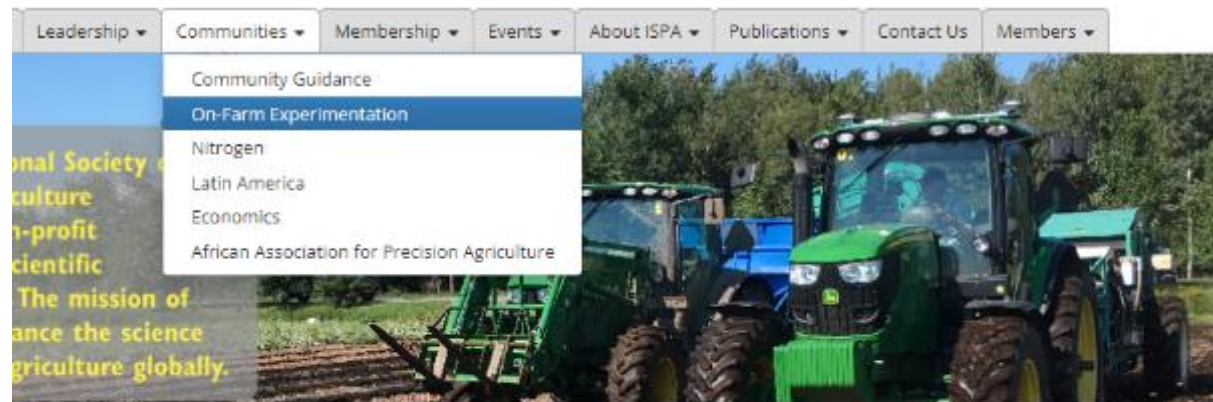 Leadership Communities Membership Events About ISPA Publications Contact Us Members
Community Guidance
On-Farm Experimentation
Nitrogen
Latin America
Economics
African Association for Precision Agriculture
onal Society
culture
n-profit
cientific
The mission of
ance the scie
griculture globally.